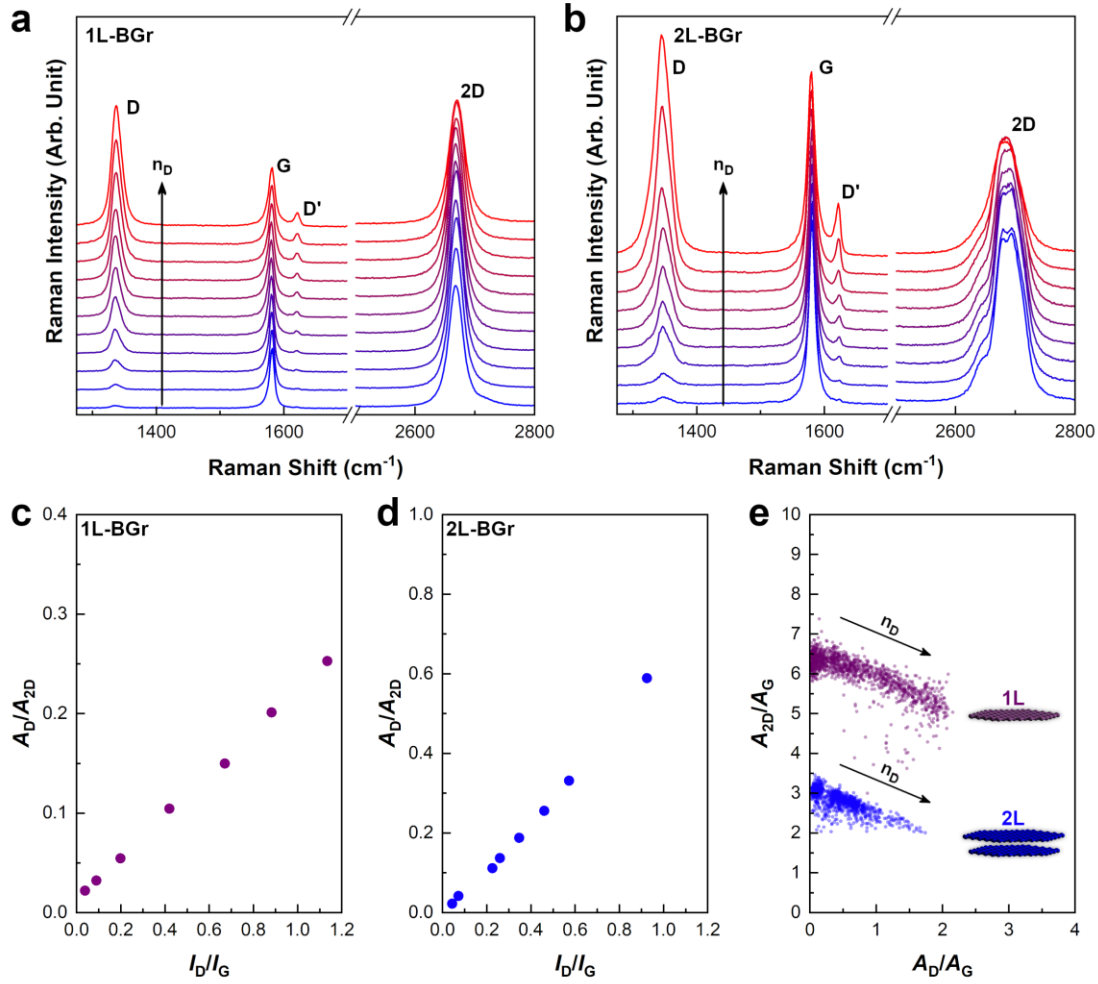 a
1L-BGr
D
n_D
G
D'
2D
Raman Intensity (Arb. Unit)
1400 1600 2600 2800
Raman Shift (cm⁻¹)
b
2L-BGr
D
n_D
G
D'
2D
Raman Intensity (Arb. Unit)
1400 1600 2600 2800
Raman Shift (cm⁻¹)
c
1L-BGr
A_D/A_2D
0.4
0.3
0.2
0.1
0.0
0.0 0.2 0.4 0.6 0.8 1.0 1.2
I_D/I_G
d
2L-BGr
A_D/A_2D
1.0
0.8
0.6
0.4
0.2
0.0
0.0 0.2 0.4 0.6 0.8 1.0 1.2
I_D/I_G
e
A_2D/A_G
10
9
8
7
6
5
4
3
2
1
0
n_D
1L
n_D
2L
0 1 2 3 4
A_D/A_G